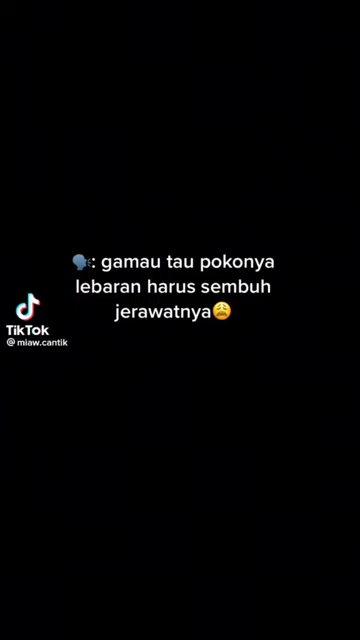 🗣️: gamau tau pokonya
lebaran harus sembuh
jerawatnya😩
TikTok
@ miaw.cantik